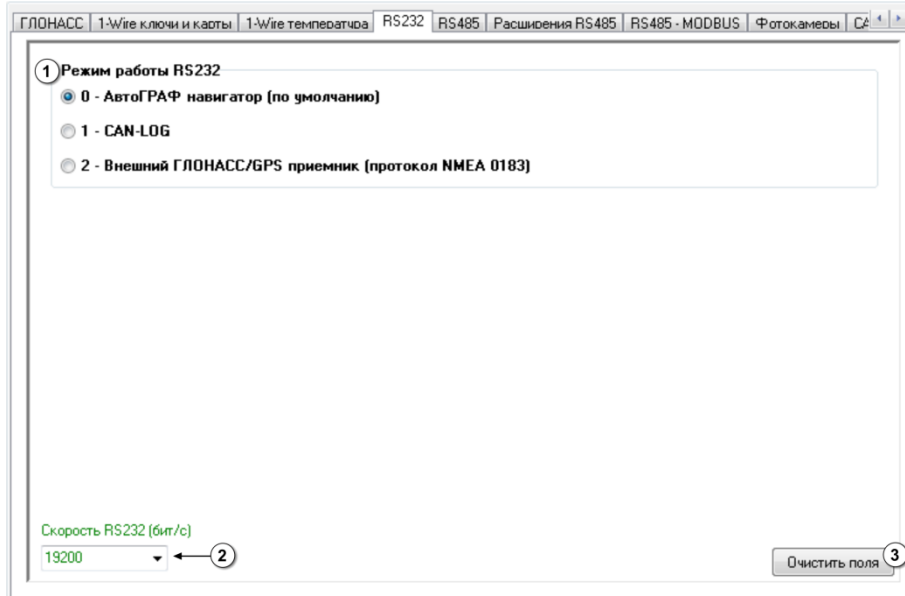 ГЛОНАСС 1-Wire ключи и карты 1-Wire температура RS232 RS485 Расширения RS485 RS485 - MODBUS Фотокамеры
1 Режим работы RS232
0 - АвтоГРАФ навигатор (по умолчанию)
1 - CAN-LOG
2 - Внешний ГЛОНАСС/GPS приемник (протокол NMEA 0183)
Скорость RS232 (бит/с)
19200 2
Очистить поля 3